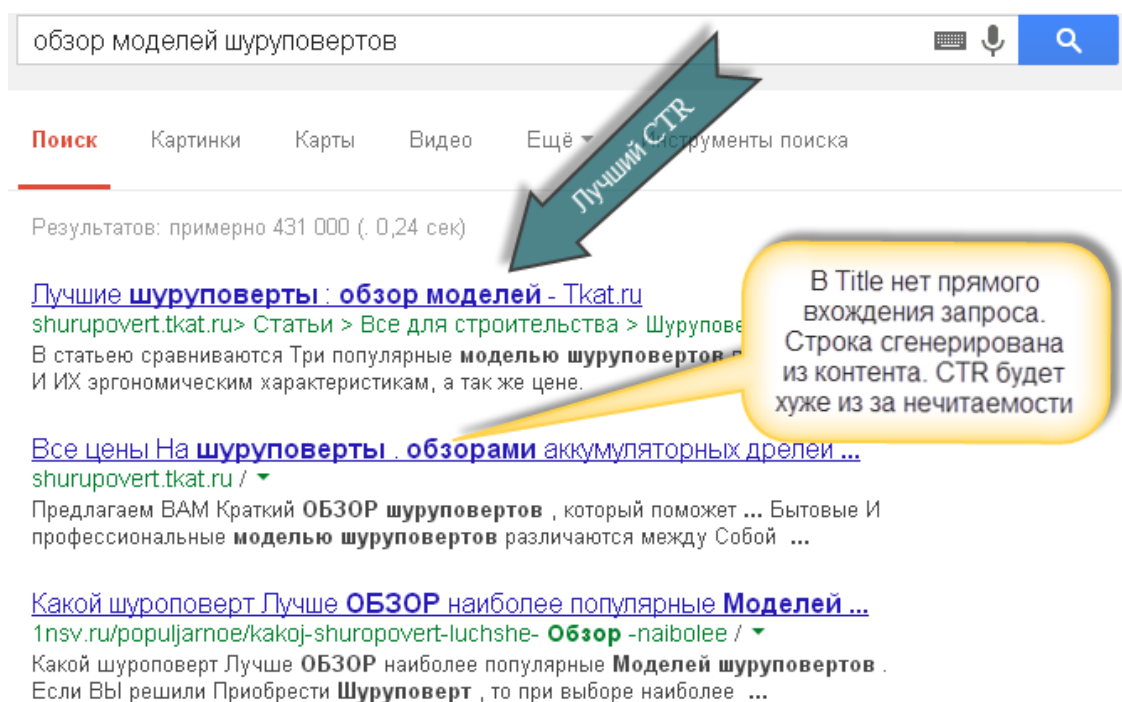 обзор моделей шуруповертов
Поиск Картинки Карты Видео Ещё Инструменты поиска
Лучший CTR
Результатов: примерно 431 000 (. 0,24 сек)
Лучшие шуруповерты : обзор моделей - Tkat.ru
shurupovert.tkat.ru> Статьи > Все для строительства >
В статьею сравниваются Три популярные моделью шуруповертов
И ИХ эргономическим характеристикам, а так же цене.
В Title нет прямого
вхождения запроса.
Строка сгенерирована
из контента. CTR будет
хуже из за нечитаемости
Все цены На шуруповерты . обзорами аккумуляторных дрелей ...
shurupovert.tkat.ru /
Предлагаем ВАМ Краткий ОБЗОР шуруповертов , который поможет ... Бытовые И
профессиональные моделью шуруповертов различаются между Собой ...
Какой шуроповерт Лучше ОБЗОР наиболее популярные Моделей ...
1nsv.ru/populjarnoe/kakoj-shuropovert-luchshe- Обзор -naibolee /
Какой шуроповерт Лучше ОБЗОР наиболее популярные Моделей шуруповертов .
Если ВЫ решили Приобрести Шуруповерт , то при выборе наиболее ...